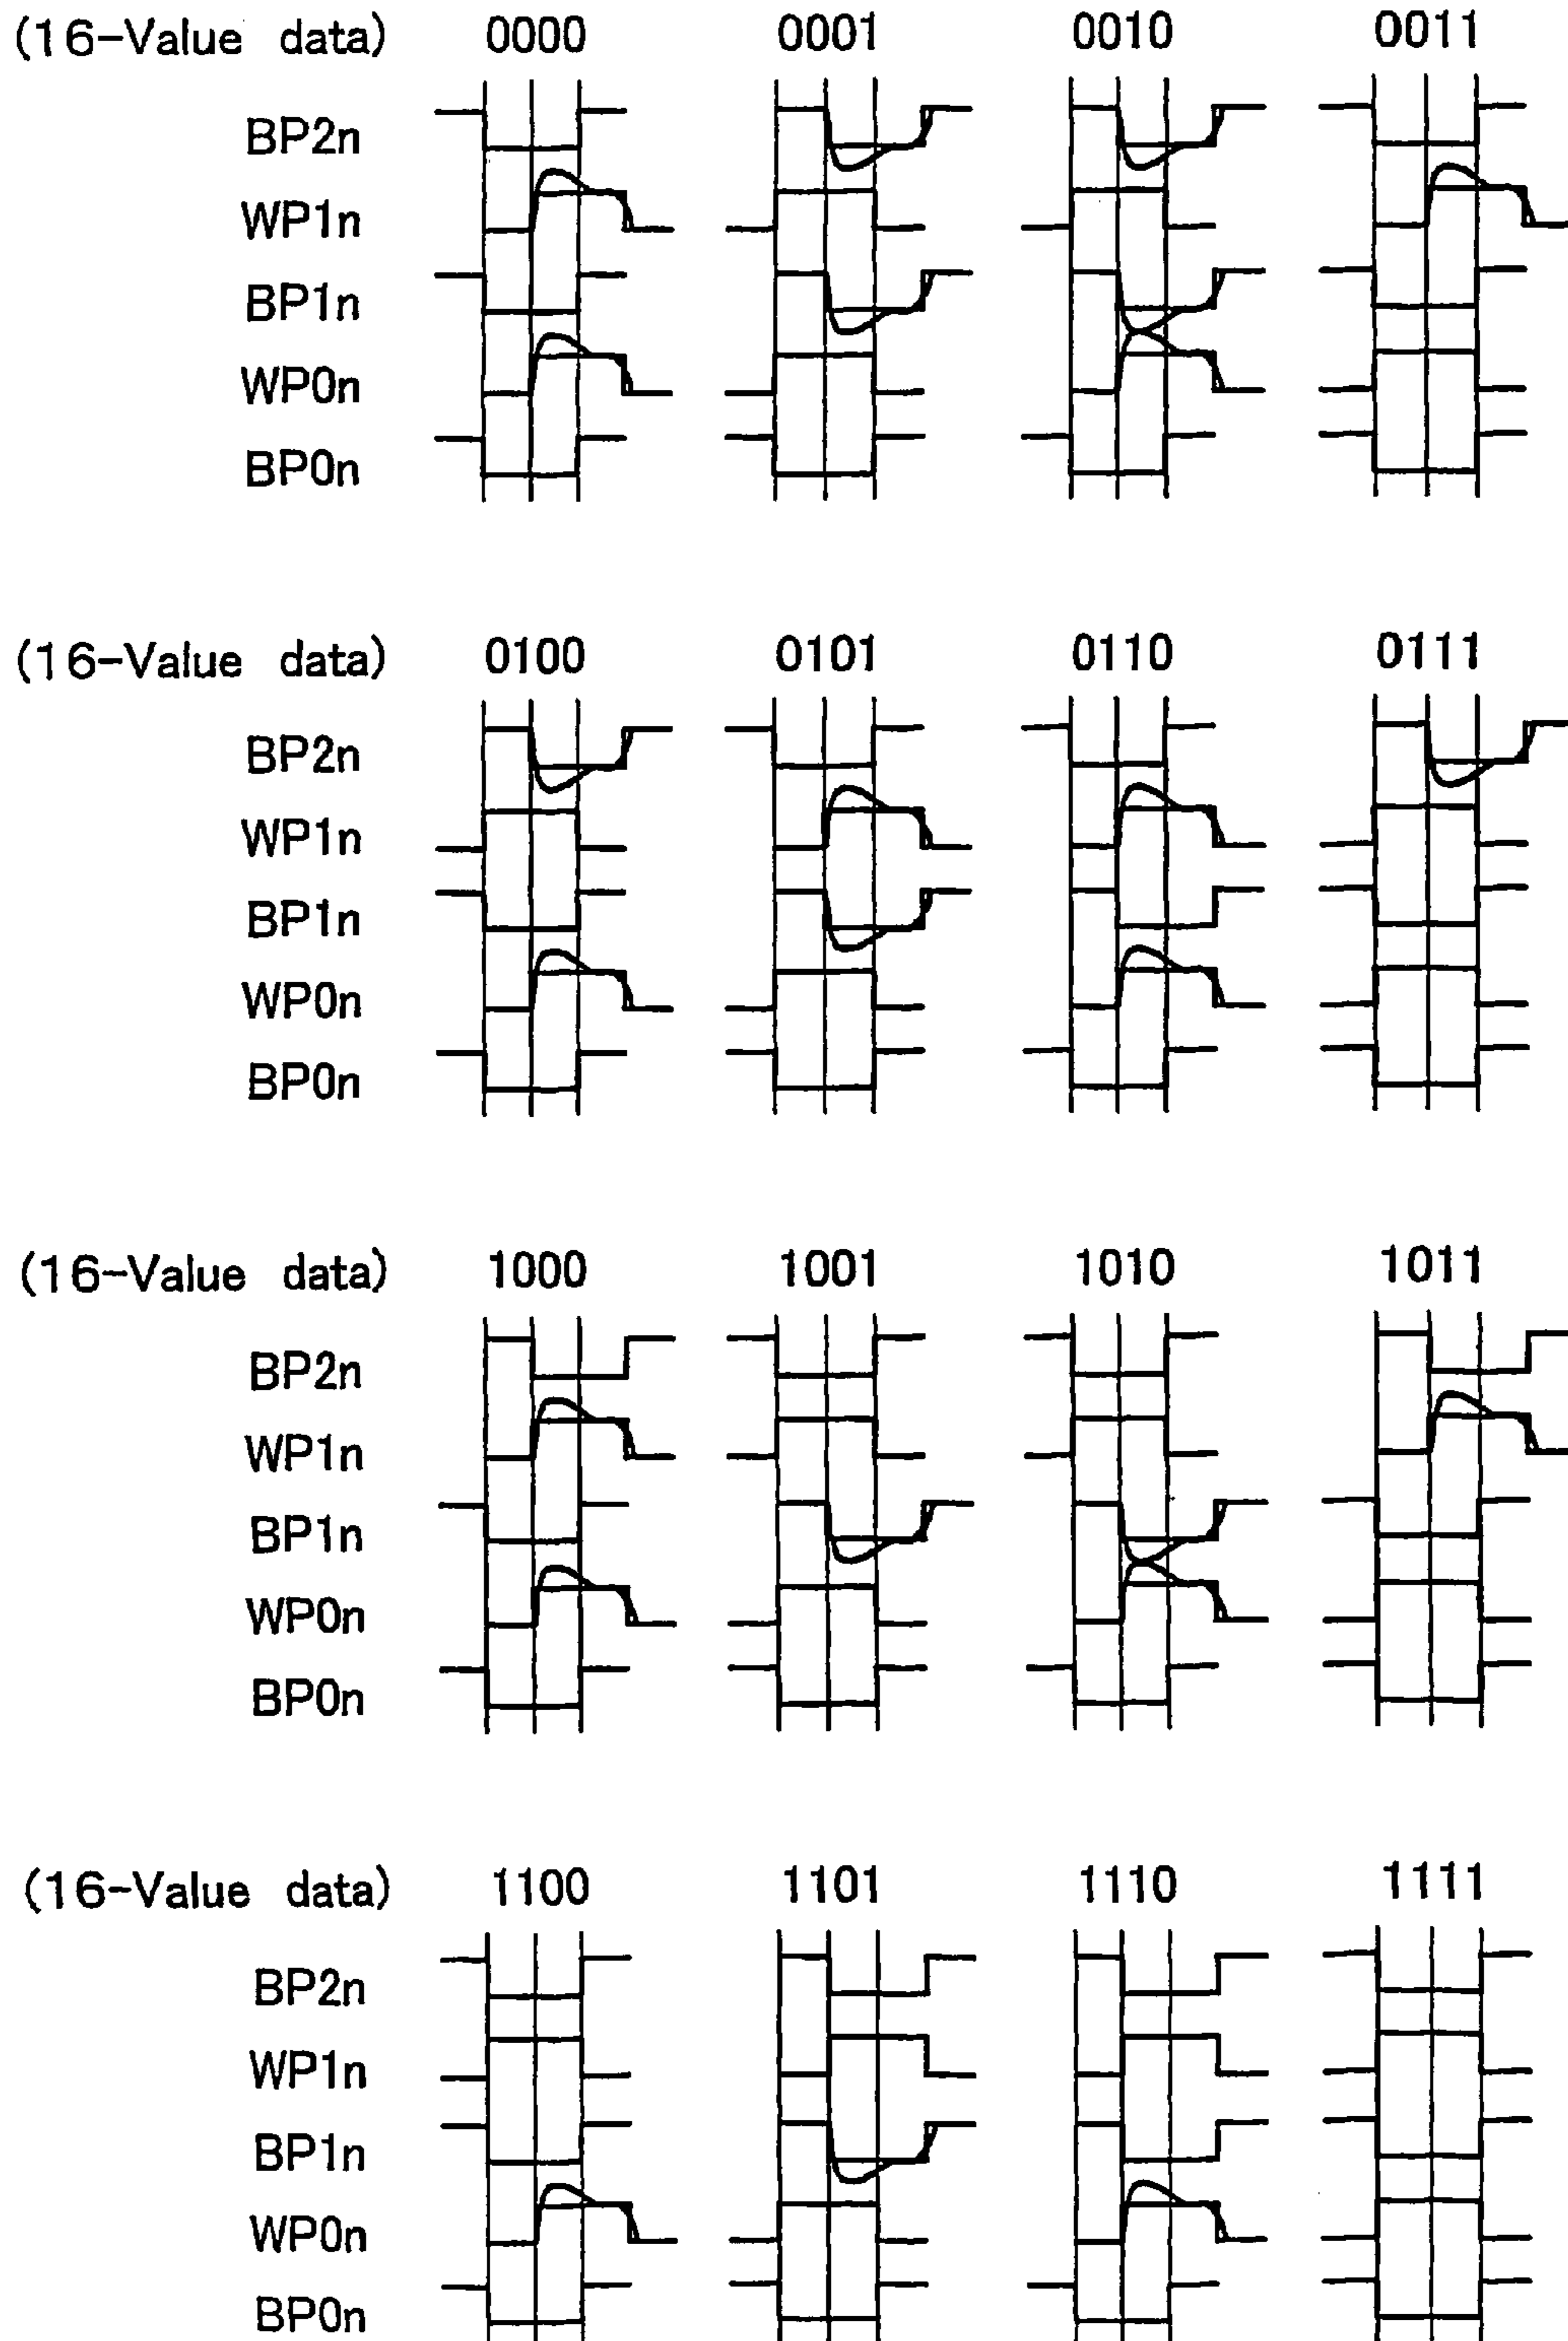 (16-Value data) 0000 0001 0010 0011
BP2n
WP1n
BP1n
WP0n
BP0n
(16-Value data) 0100 0101 0110 0111
BP2n
WP1n
BP1n
WP0n
BP0n
(16-Value data) 1000 1001 1010 1011
BP2n
WP1n
BP1n
WP0n
BP0n
(16-Value data) 1100 1101 1110 1111
BP2n
WP1n
BP1n
WP0n
BP0n